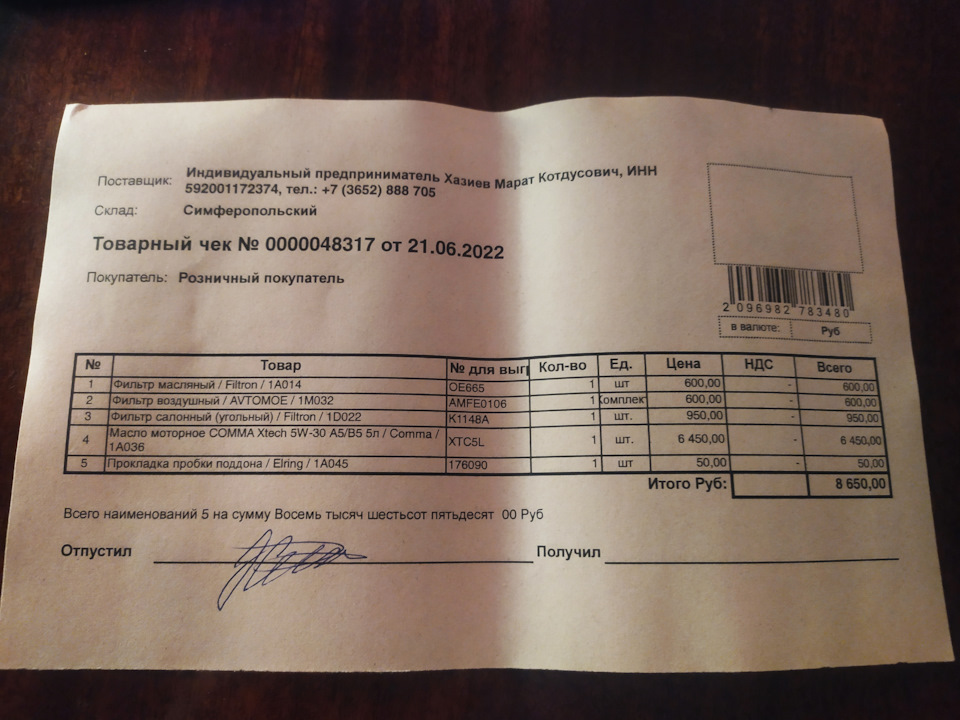 Поставщик: Индивидуальный предприниматель Хазиев Марат Котдусович, ИНН
592001172374, тел.: +7 (3652) 888 705
Склад: Симферопольский
Товарный чек № 0000048317 от 21.06.2022
Покупатель: Розничный покупатель
2 096982 783480
в валюте: Руб
№ Товар № для выг Кол-во Ед. Цена НДС Всего
1 Фильтр масляный / Filtron / 1A014 OE665 1 шт 600,00 - 600,00
2 Фильтр воздушный / AVTOMOE / 1M032 AMFE0106 1 Комплект 600,00 - 600,00
3 Фильтр салонный (угольный) / Filtron / 1D022 K1148A 1 шт. 950,00 - 950,00
4 Масло моторное COMMA Xtech 5W-30 A5/B5 5л / Comma /
1A036 XTC5L 1 шт. 6 450,00 - 6 450,00
5 Прокладка пробки поддона / Elring / 1A045 176090 1 шт 50,00 - 50,00
Итого Руб: 8 650,00
Всего наименований 5 на сумму Восемь тысяч шестьсот пятьдесят 00 Руб
Отпустил Получил